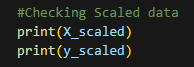 #Checking Scaled data
print(X_scaled)
print(y_scaled)